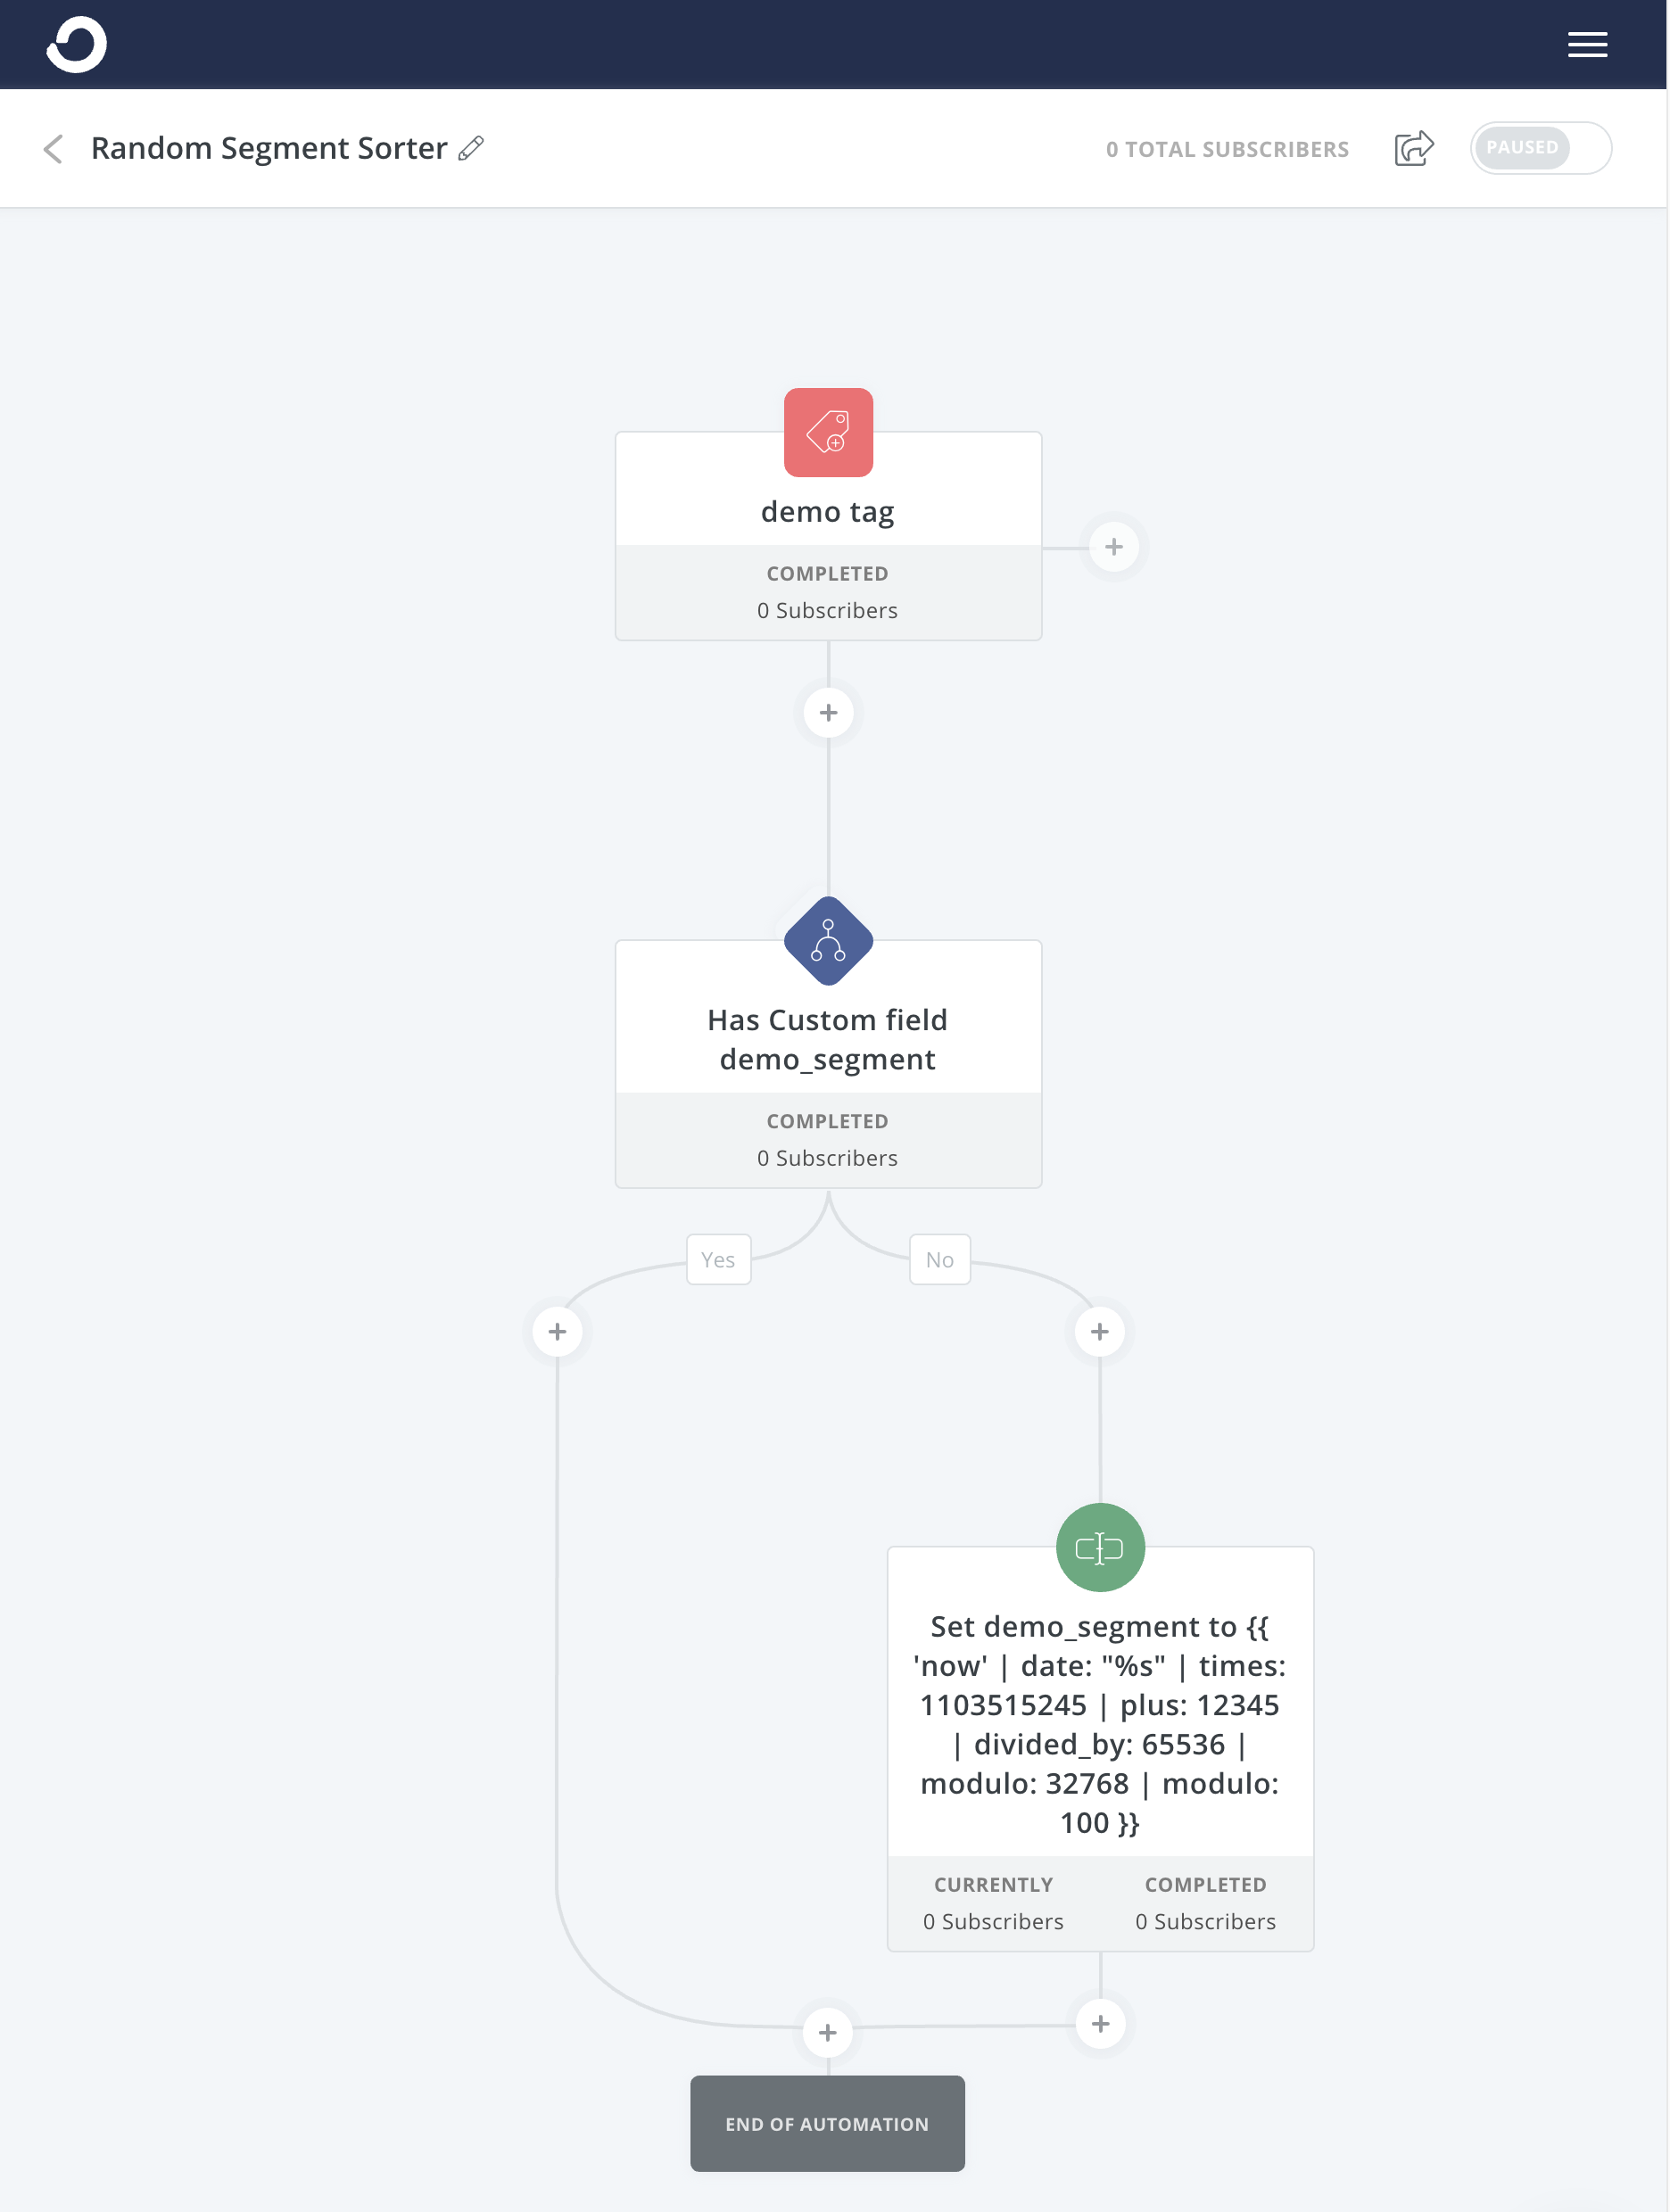 Random Segment Sorter
0 TOTAL SUBSCRIBERS
PAUSED
demo tag
COMPLETED
0 Subscribers
Has Custom field
demo_segment
COMPLETED
0 Subscribers
Yes
No
Set demo_segment to {{
'now' | date: "%s" | times:
1103515245 | plus: 12345
| divided_by: 65536 |
modulo: 32768 | modulo:
100 }}
CURRENTLY
0 Subscribers
COMPLETED
0 Subscribers
END OF AUTOMATION